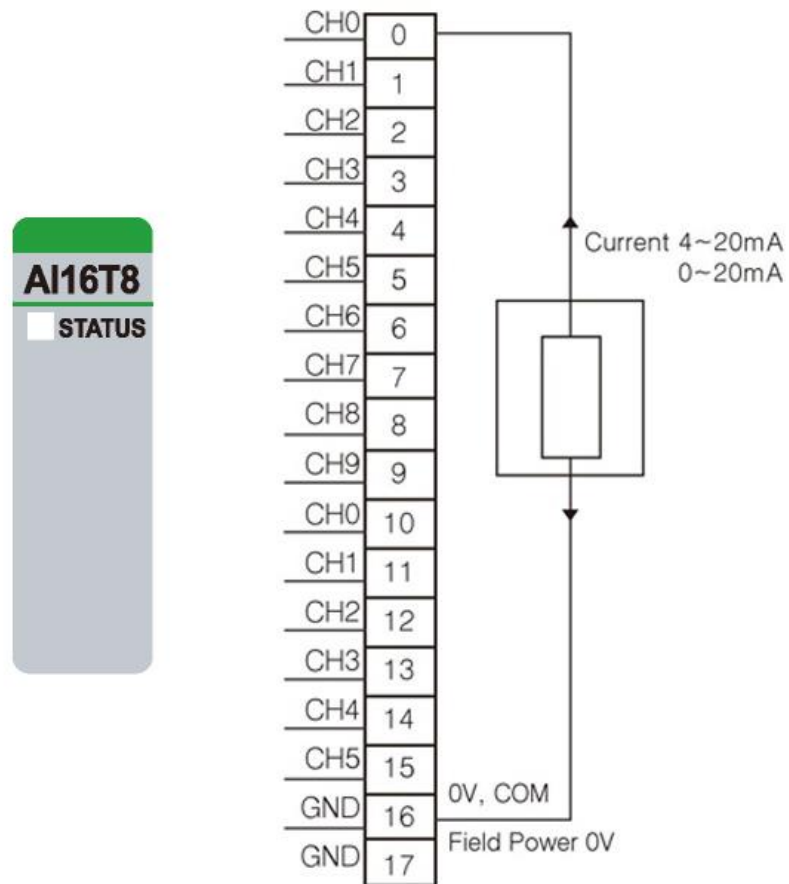 AI16T8
STATUS
CH0 0
CH1 1
CH2 2
CH3 3
CH4 4
CH5 5
CH6 6
CH7 7
CH8 8
CH9 9
CH0 10
CH1 11
CH2 12
CH3 13
CH4 14
CH5 15
GND 16
GND 17
Current 4~20mA
0~20mA
0V, COM
Field Power 0V